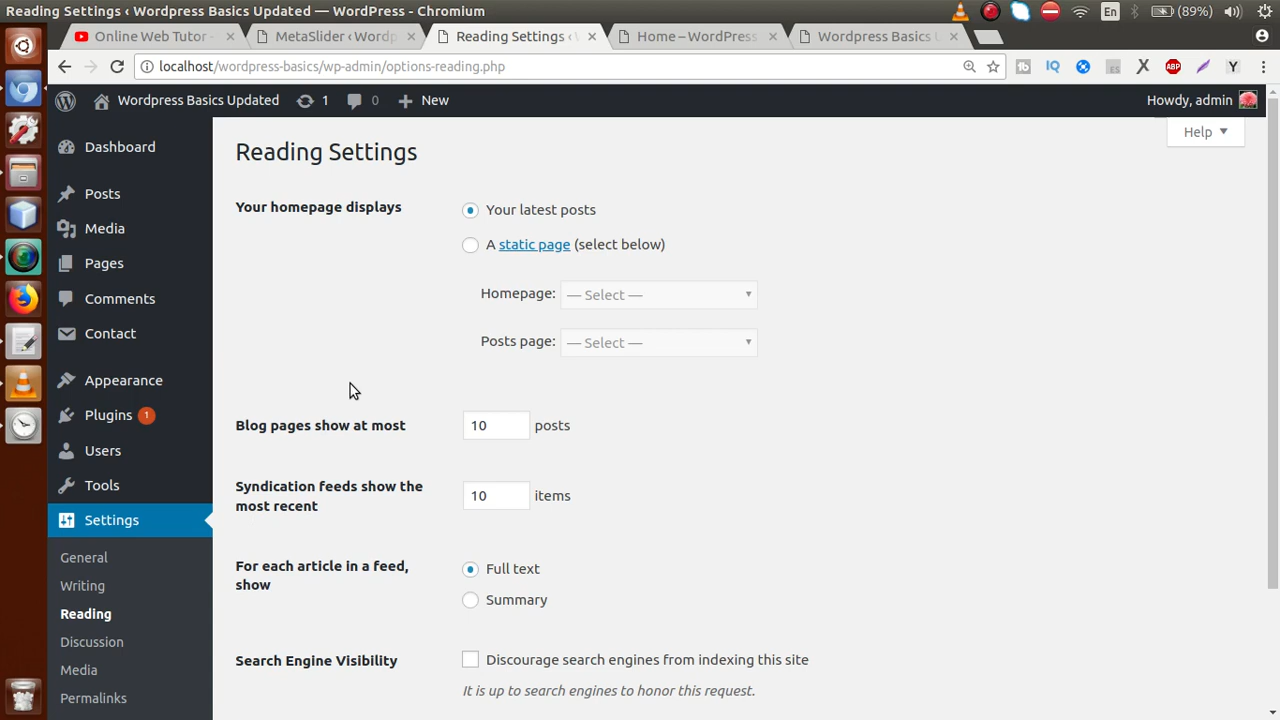 Reading Settings ‹ Wordpress Basics Updated — WordPress - Chromium
En
(89%)
Online Web Tutor -
MetaSlider ‹ Wordp
Reading Settings ‹ W
Home – WordPress
Wordpress Basics U
localhost/wordpress-basics/wp-admin/options-reading.php
fb
IQ
ES
X
ABP
Y
Wordpress Basics Updated
1
0
New
Howdy, admin
Help
Dashboard
Posts
Media
Pages
Comments
Contact
Appearance
Plugins 1
Users
Tools
Settings
General
Writing
Reading
Discussion
Media
Permalinks
Reading Settings
Your homepage displays
Your latest posts
A static page (select below)
Homepage: — Select —
Posts page: — Select —
Blog pages show at most
10 posts
Syndication feeds show the
most recent
10 items
For each article in a feed,
show
Full text
Summary
Search Engine Visibility
Discourage search engines from indexing this site
It is up to search engines to honor this request.